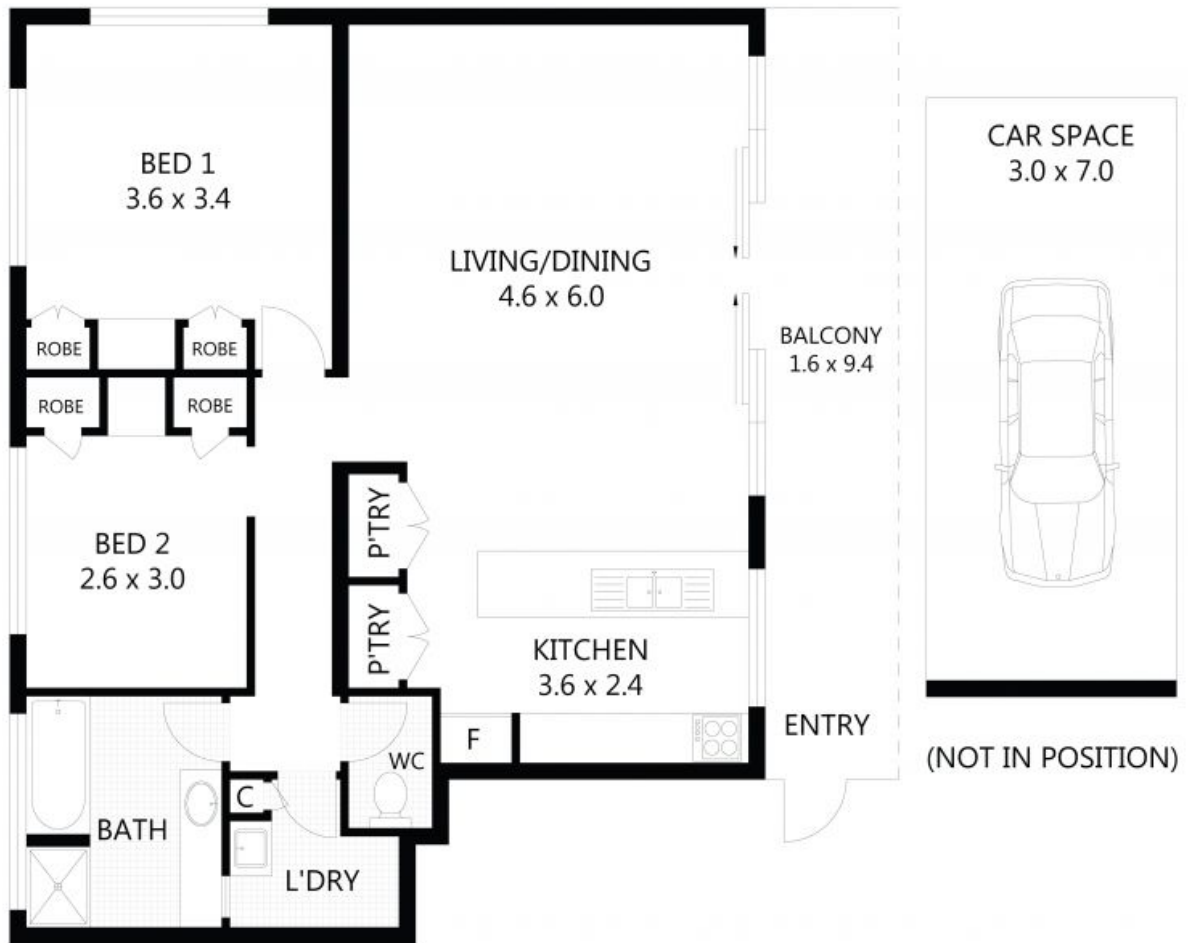 BED 1
3.6 x 3.4
ROBE
ROBE
ROBE
ROBE
BED 2
2.6 x 3.0
LIVING/DINING
4.6 x 6.0
BALCONY
1.6 x 9.4
P'TRY
P'TRY
KITCHEN
3.6 x 2.4
F
ENTRY
WC
C
BATH
L'DRY
CAR SPACE
3.0 x 7.0
(NOT IN POSITION)